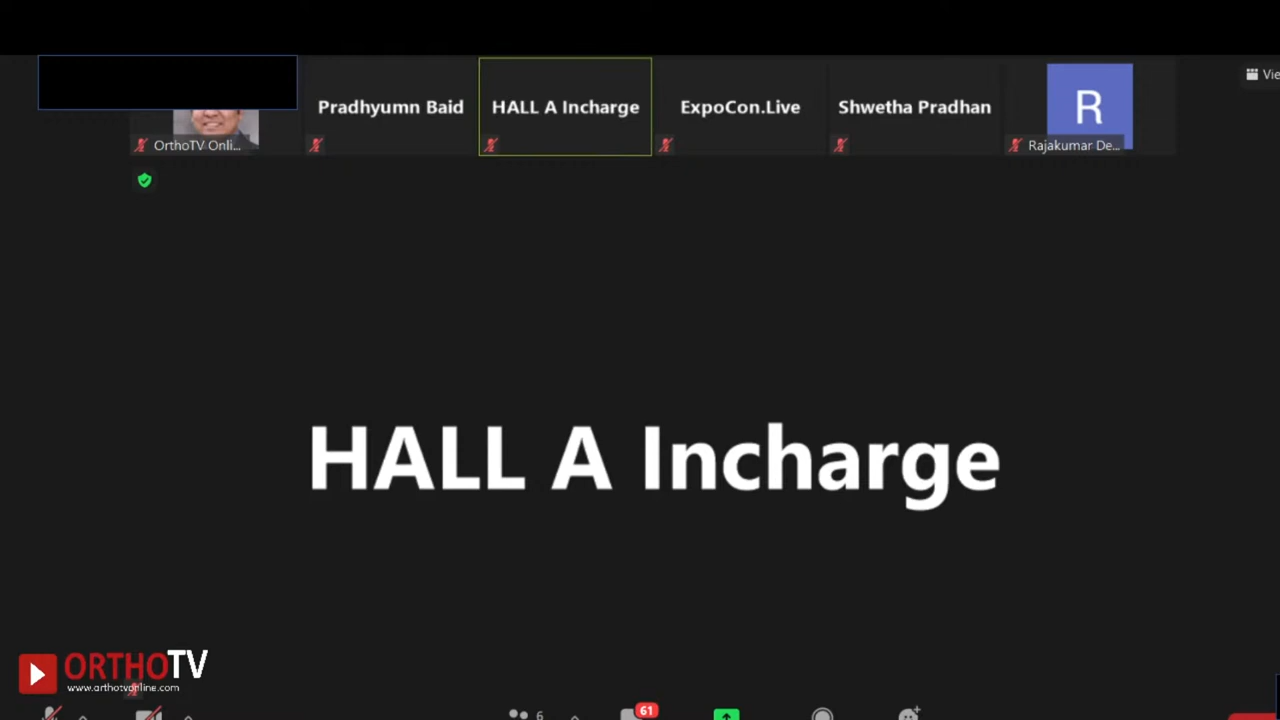 Pradhyumn Baid
HALL A Incharge
ExpoCon.Live
Shwetha Pradhan
R
Vie
OrthoTV Onli...
Rajakumar De...
HALL A Incharge
ORTHOTV
www.orthotvonline.com
6
61